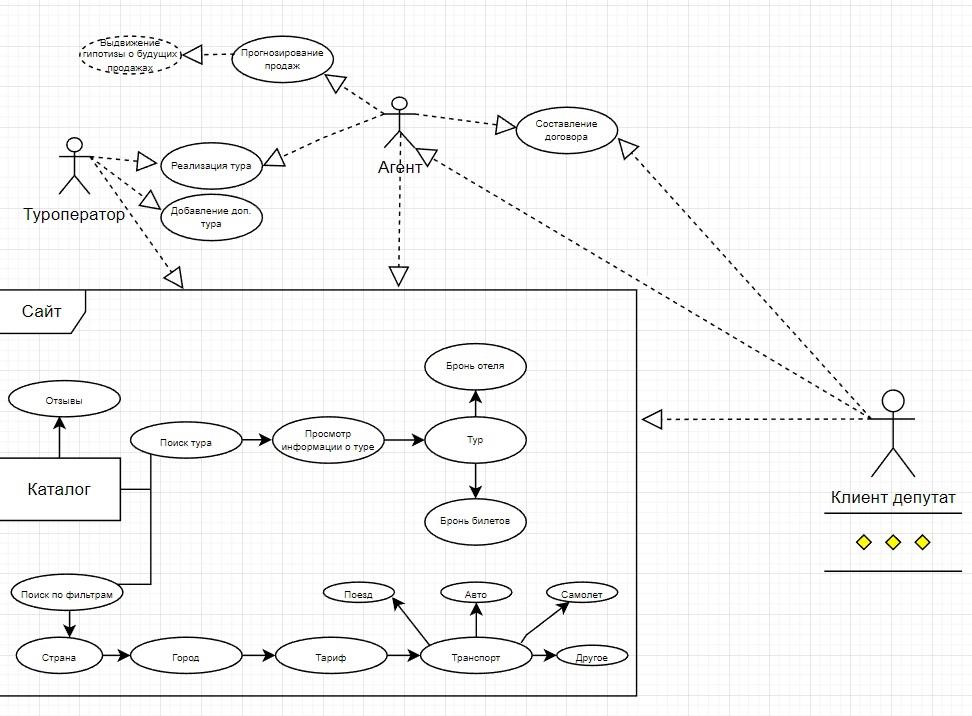 Выдвижение
гипотизы о будущих
продажах
Прогнозирование
продаж
Составление
договора
Агент
Реализация тура
Добавление доп.
тура
Туроператор
Сайт
Бронь отеля
Отзывы
Поиск тура
Просмотр
информации о туре
Тур
Каталог
Бронь билетов
Клиент депутат
Поиск по фильтрам
Поезд
Авто
Самолет
Страна
Город
Тариф
Транспорт
Другое